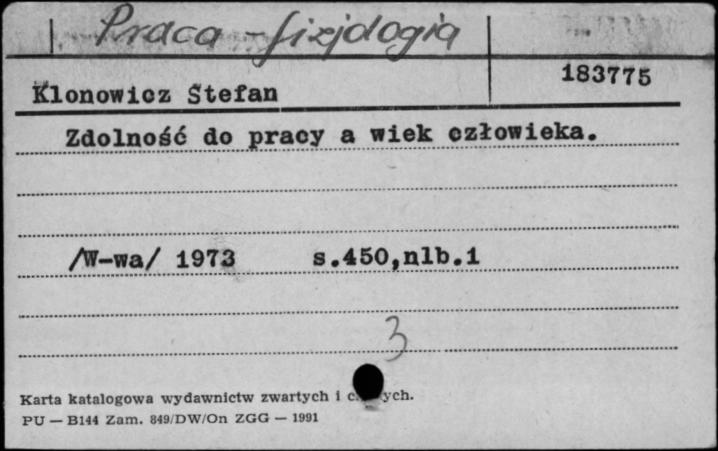 Praca - fizjologia
183775
Klonowicz Stefan
Zdolność do pracy a wiek człowieka.
/W-wa/ 1973 s.450,nlb.1
3
Karta katalogowa wydawnictw zwartych i
PU — B144 Zam. 849/DW/On ZGG — 1991